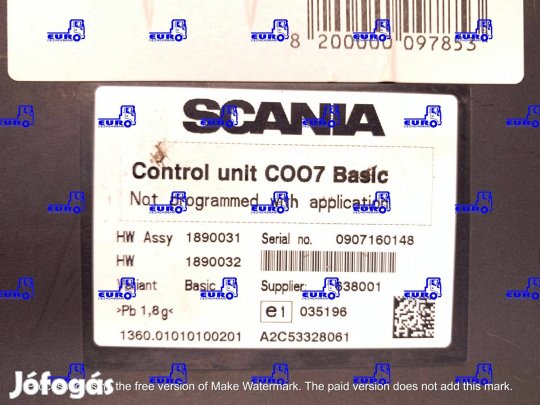 8 200000 097853
SCANIA
Control unit COO7 Basic
Not programmed with application
HW Assy 1890031 Serial no. 0907160148
HW 1890032
Variant Basic Supplier 638001
>Pb 1,8g< e1 035196
1360.01010100201 A2C53328061
EURO
Jófogás
the free version of Make Watermark. The paid version does not add this mark.